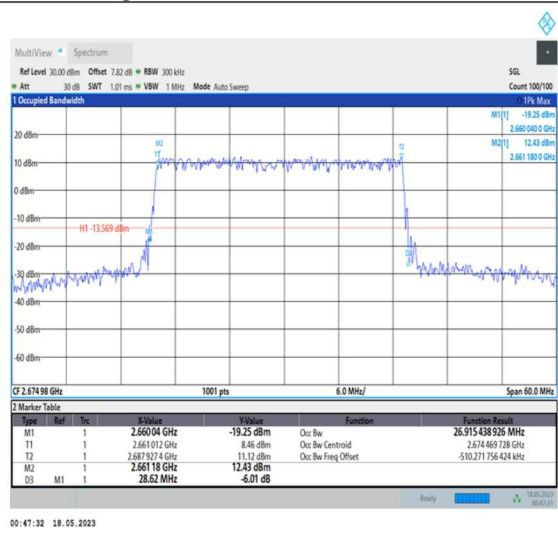 MultiView Spectrum
Ref Level 30.00 dBm Offset 7.82 dB RBW 300 kHz SGL
Att 30 dB SWT 1.01 ms VBW 1 MHz Mode Auto Sweep Count 100/100
1 Occupied Bandwidth 1Pk Max
M1[1] -19.25 dBm
2.660 040 0 GHz
20 dBm M2[1] 12.43 dBm
2.661 180 0 GHz
M2 T2
T1
10 dBm
0 dBm
-10 dBm
H1 -13.569 dBm
M1
-20 dBm
D3
-30 dBm
-40 dBm
-50 dBm
-60 dBm
CF 2.674 98 GHz 1001 pts 6.0 MHz/ Span 60.0 MHz
2 Marker Table
Type Ref Trc X-Value Y-Value Function Function Result
M1 1 2.660 04 GHz -19.25 dBm Occ Bw 26.915 438 926 MHz
T1 1 2.661 012 GHz 8.46 dBm Occ Bw Centroid 2.674 469 728 GHz
T2 1 2.687 927 4 GHz 11.12 dBm Occ Bw Freq Offset -510.271 756 424 kHz
M2 1 2.661 18 GHz 12.43 dBm
D3 M1 1 28.62 MHz -6.01 dB
Ready 18.05.2023
00:47:31
00:47:32 18.05.2023